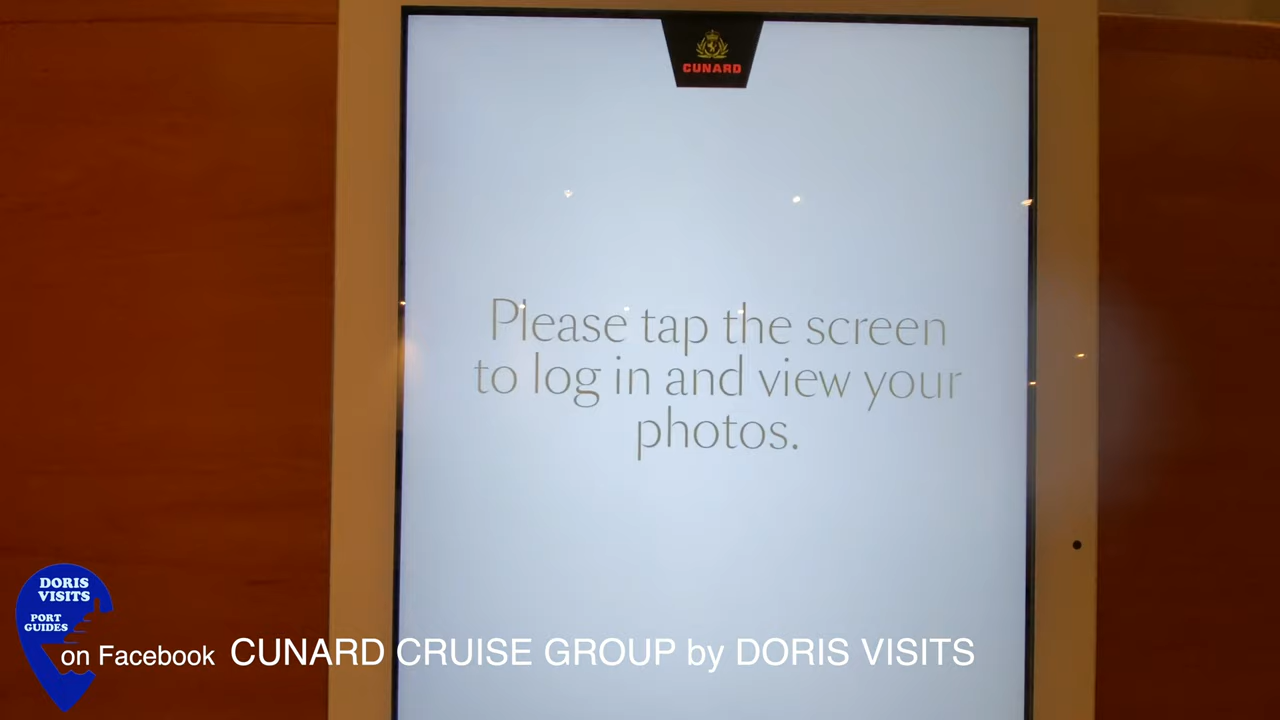 CUNARD
Please tap the screen
to log in and view your
photos.
DORIS
VISITS
PORT
GUIDES
on Facebook CUNARD CRUISE GROUP by DORIS VISITS